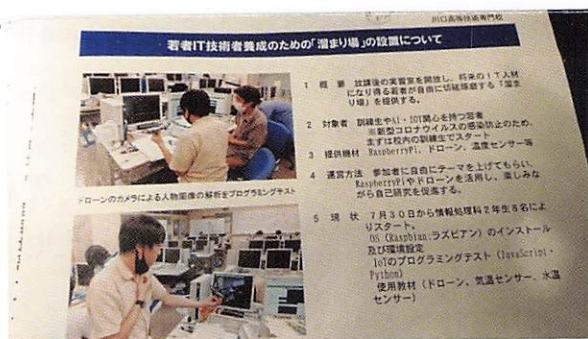 川口高等技術専門校
若者IT技術者養成のための「溜まり場」の設置について
1 概要 放課後の実習室を開放し、将来のIT人材
になり得る若者が自由に切磋琢磨する「溜ま
り場」を提供する。
2 対象者 訓練生やAI・IOT関心を持つ若者
※新型コロナウイルスの感染防止のため、
まずは校内の訓練生でスタート
3 提供機材 RaspberryPi、ドローン、温度センサー等
4 運営方法 参加者に自由にテーマを上げてもらい、
RaspberryPiやドローンを活用し、楽しみな
がら自己研究を促進する。
5 現状 7月30日から情報処理科2年生8名によ
りスタート。
OS(Raspbian:ラズビアン)のインストール
及び環境設定
IoTのプログラミングテスト(JavaScript・
Python)
使用教材(ドローン、気温センサー、水温
センサー)
ドローンのカメラによる人物画像の解析をプログラミングテスト